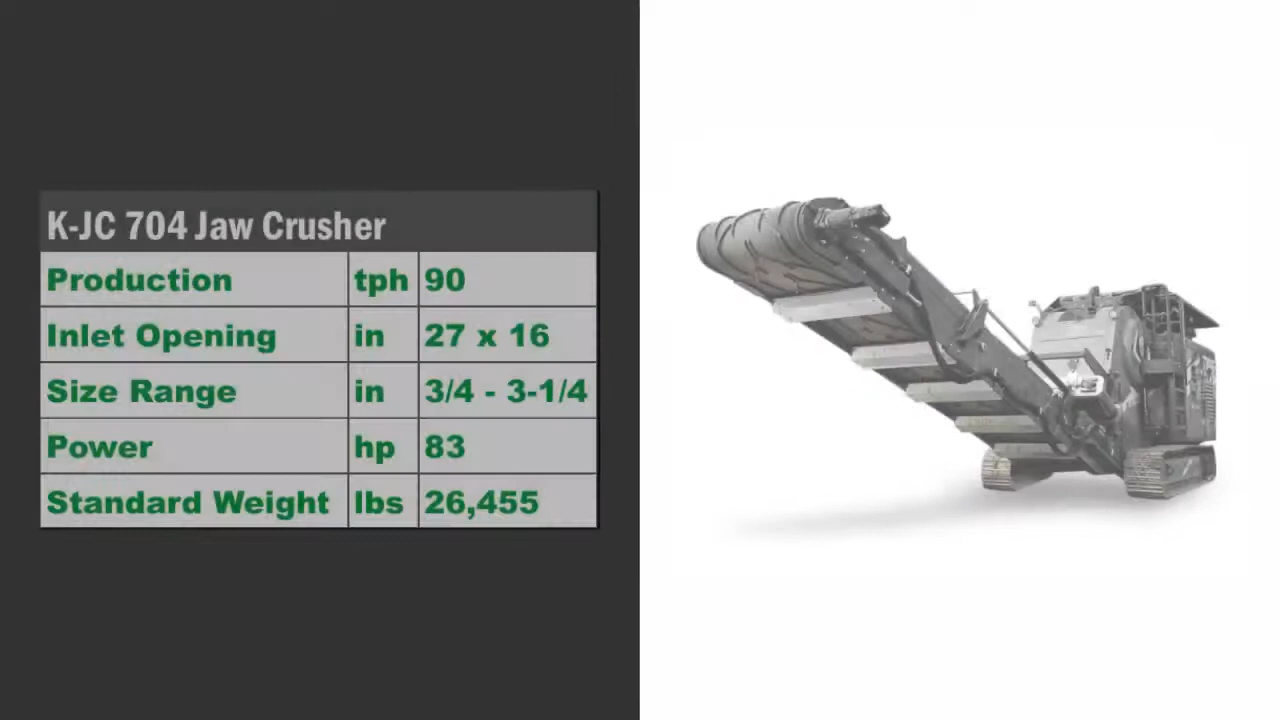 K-JC 704 Jaw Crusher
Production tph 90
Inlet Opening in 27 x 16
Size Range in 3/4 - 3-1/4
Power hp 83
Standard Weight lbs 26,455